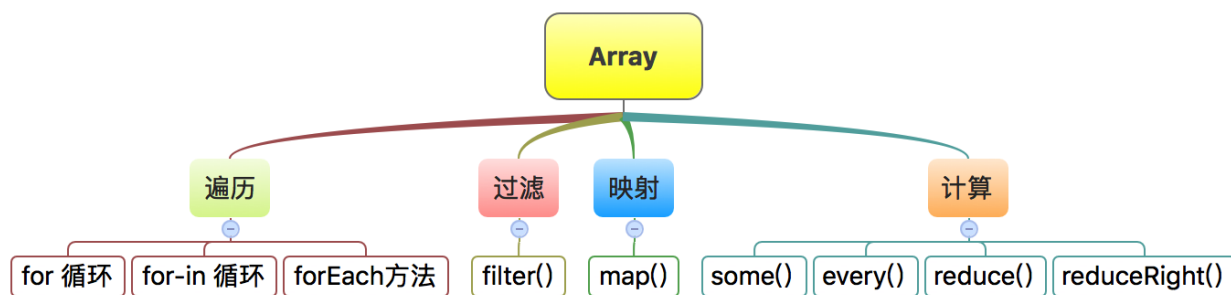 Array
遍历
过滤
映射
计算
for 循环
for-in 循环
forEach方法
filter()
map()
some()
every()
reduce()
reduceRight()